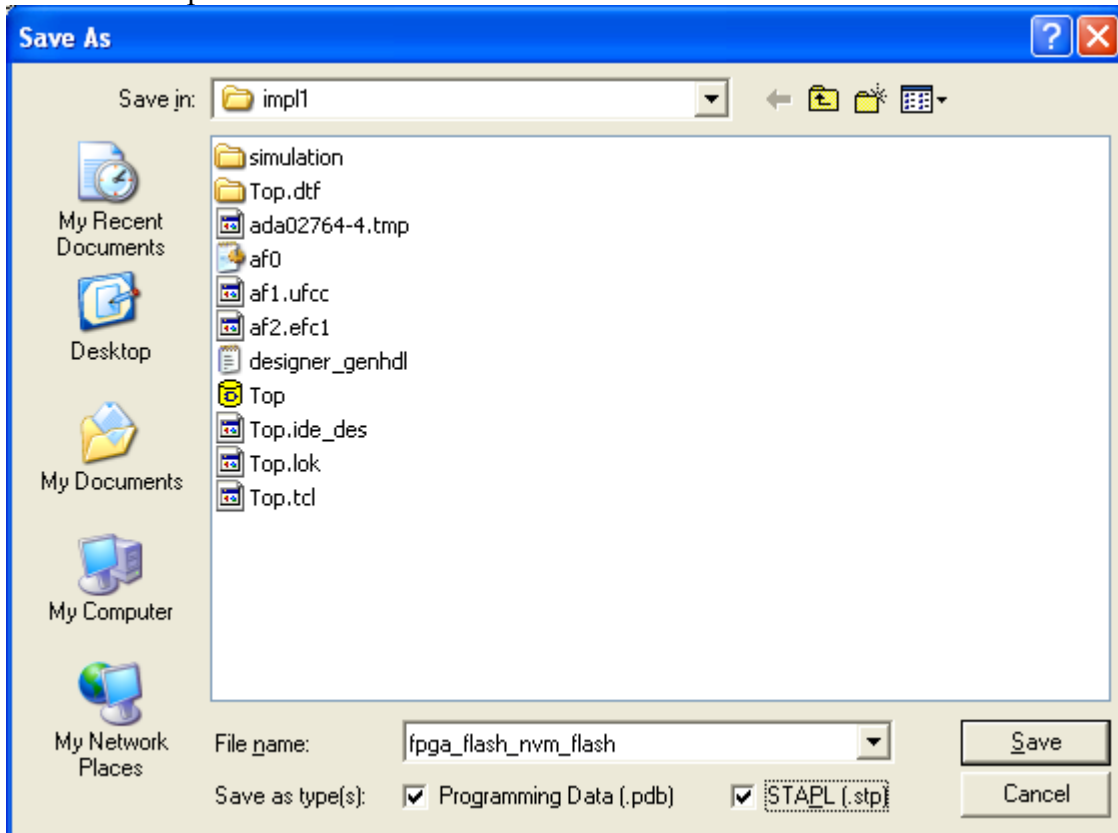 Save As
Save in:
impl1
My Recent
Documents
Desktop
My Documents
My Computer
My Network
Places
simulation
Top.dtf
ada02764-4.tmp
af0
af1.ufcc
af2.efc1
designer_genhdl
Top
Top.ide_des
Top.lok
Top.tcl
File name:
fpga_flash_nvm_flash
Save
Save as type(s):
Programming Data (.pdb)
STAPL (.stp)
Cancel